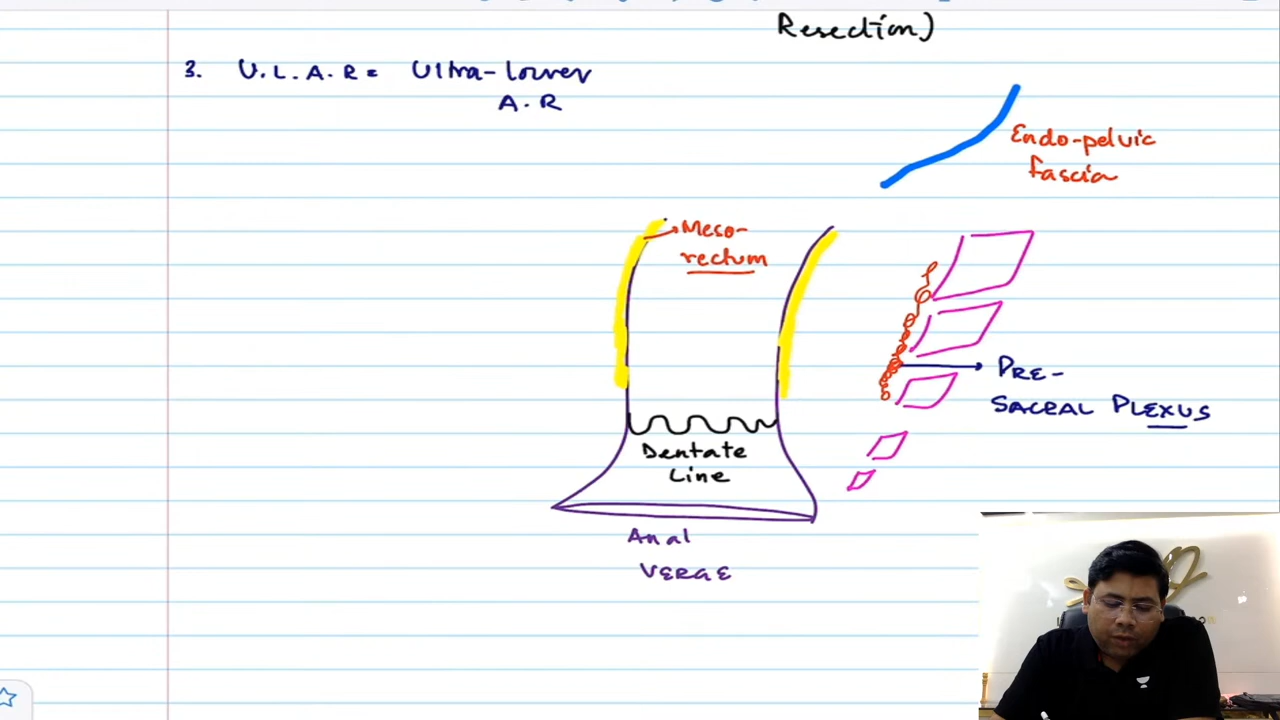 Resection)
3. U.L.A.R = Ultra-lower
A.R
Endo-pelvic
fascia
Meso-
rectum
PRE-
SACRAL PLEXUS
Dentate
Line
Anal
VERGE